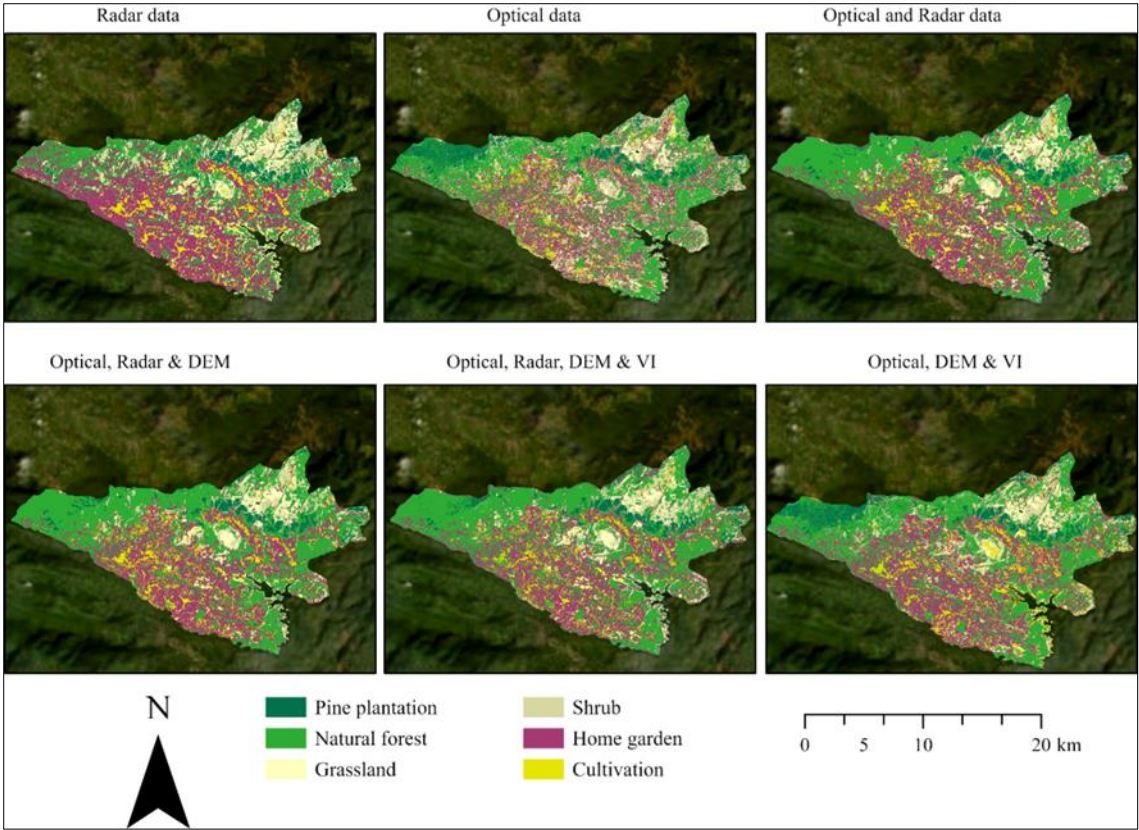 Radar data
Optical data
Optical and Radar data
Optical, Radar & DEM
Optical, Radar, DEM & VI
Optical, DEM & VI
N
Pine plantation
Natural forest
Grassland
Shrub
Home garden
Cultivation
0 5 10 20 km